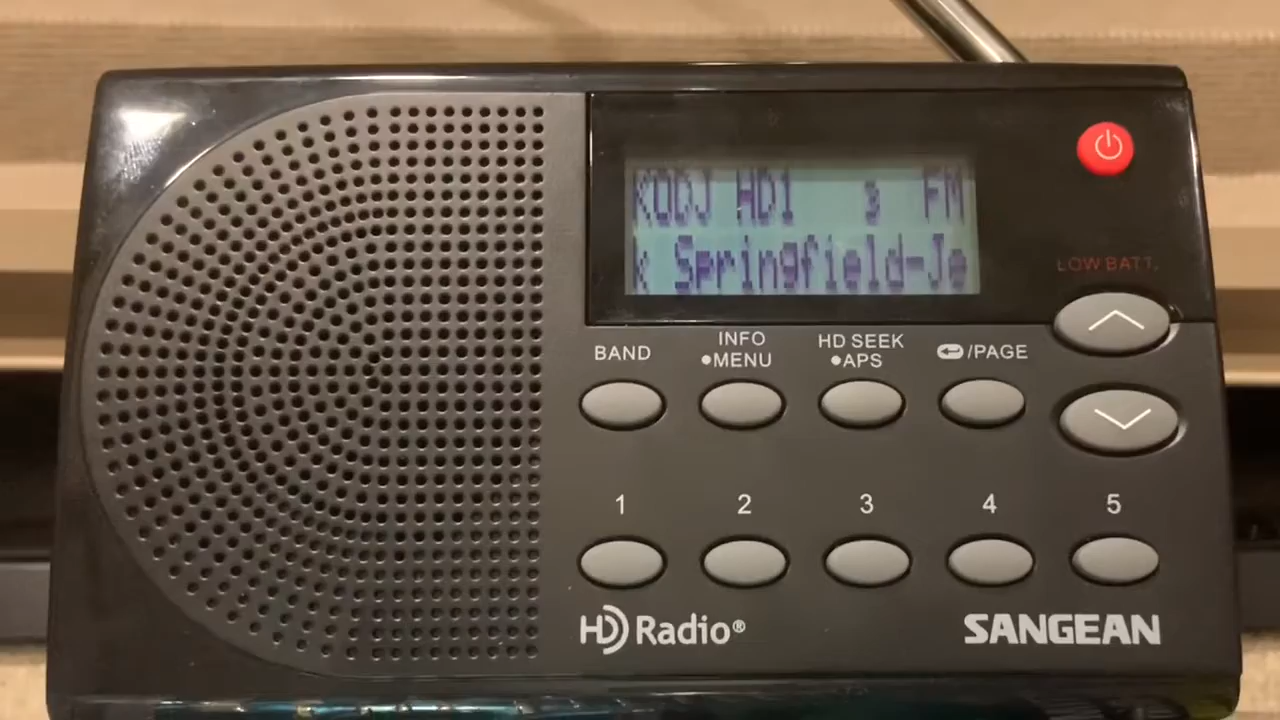 KODJ HD1 s FM
k Springfield-Je
LOW BATT.
BAND
INFO
•MENU
HD SEEK
•APS
/PAGE
1 2 3 4 5
HD Radio®
SANGEAN